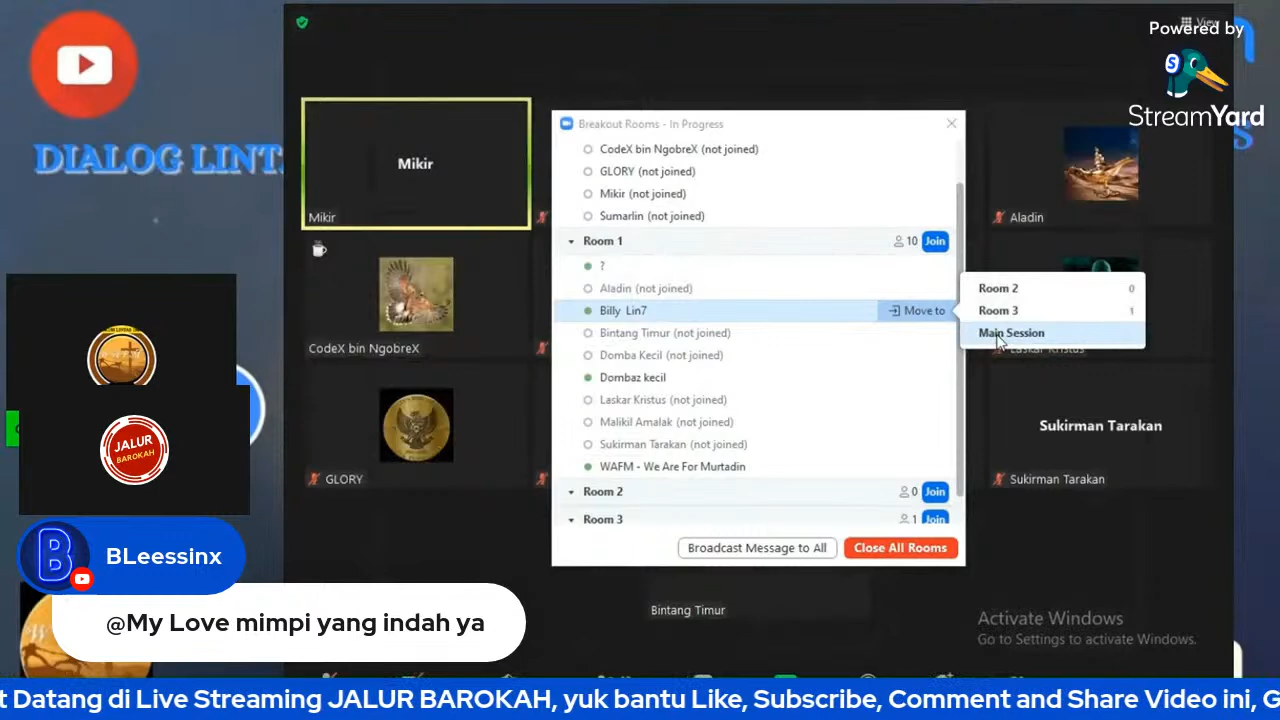 View
Powered by
StreamYard
DIALOG LINT
Mikir
Mikir
CodeX bin NgobreX
GLORY
Aladin
Laskar Kristus
Sukirman Tarakan
Sukirman Tarakan
Bintang Timur
Breakout Rooms - In Progress
CodeX bin NgobreX (not joined)
GLORY (not joined)
Mikir (not joined)
Sumarlin (not joined)
Room 1 10 Join
?
Aladin (not joined)
Billy Lin7 Move to
Bintang Timur (not joined)
Domba Kecil (not joined)
Dombaz kecil
Laskar Kristus (not joined)
Malikil Amalak (not joined)
Sukirman Tarakan (not joined)
WAFM - We Are For Murtadin
Room 2 0 Join
Room 3 1 Join
Broadcast Message to All
Close All Rooms
Room 2 0
Room 3 1
Main Session
JALUR
BAROKAH
B
BLeessinx
@My Love mimpi yang indah ya
Activate Windows
Go to Settings to activate Windows.
t Datang di Live Streaming JALUR BAROKAH, yuk bantu Like, Subscribe, Comment and Share Video ini, G